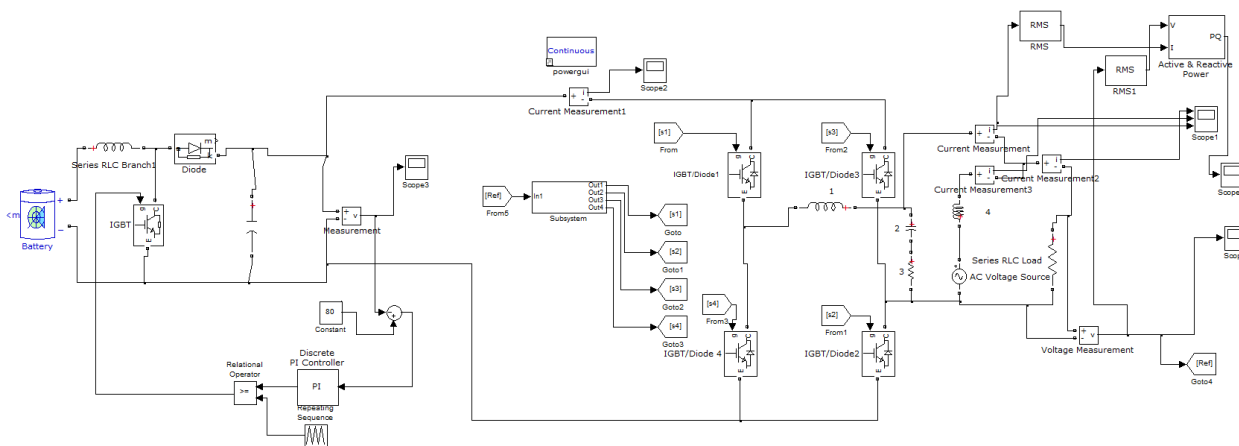 Continuous
powergui
Scope2
+
-
i
Current Measurement1
RMS
RMS
RMS
RMS1
V
I
PQ
Active & Reactive
Power
Series RLC Branch1
m
Diode
<m
+
−
Battery
g
C
E
IGBT
Scope3
+
-
v
Measurement
[Ref]
From5
In1
Out1
Out2
Out3
Out4
Subsystem
[s1]
Goto
[s2]
Goto1
[s3]
Goto2
[s4]
Goto3
[s1]
From
g
C
E
IGBT/Diode1
[s3]
From2
g
C
E
IGBT/Diode3
1
2
3
+
-
i
Current Measurement
+
-
i
Current Measurement3
+
-
i
Current Measurement2
Scope1
Scope
Scope
4
Series RLC Load
AC Voltage Source
[s4]
From3
g
C
E
IGBT/Diode 4
[s2]
From1
g
C
E
IGBT/Diode2
+
-
v
Voltage Measurement
[Ref]
Goto4
80
Constant
Discrete
PI Controller
PI
Relational
Operator
>=
Repeating
Sequence